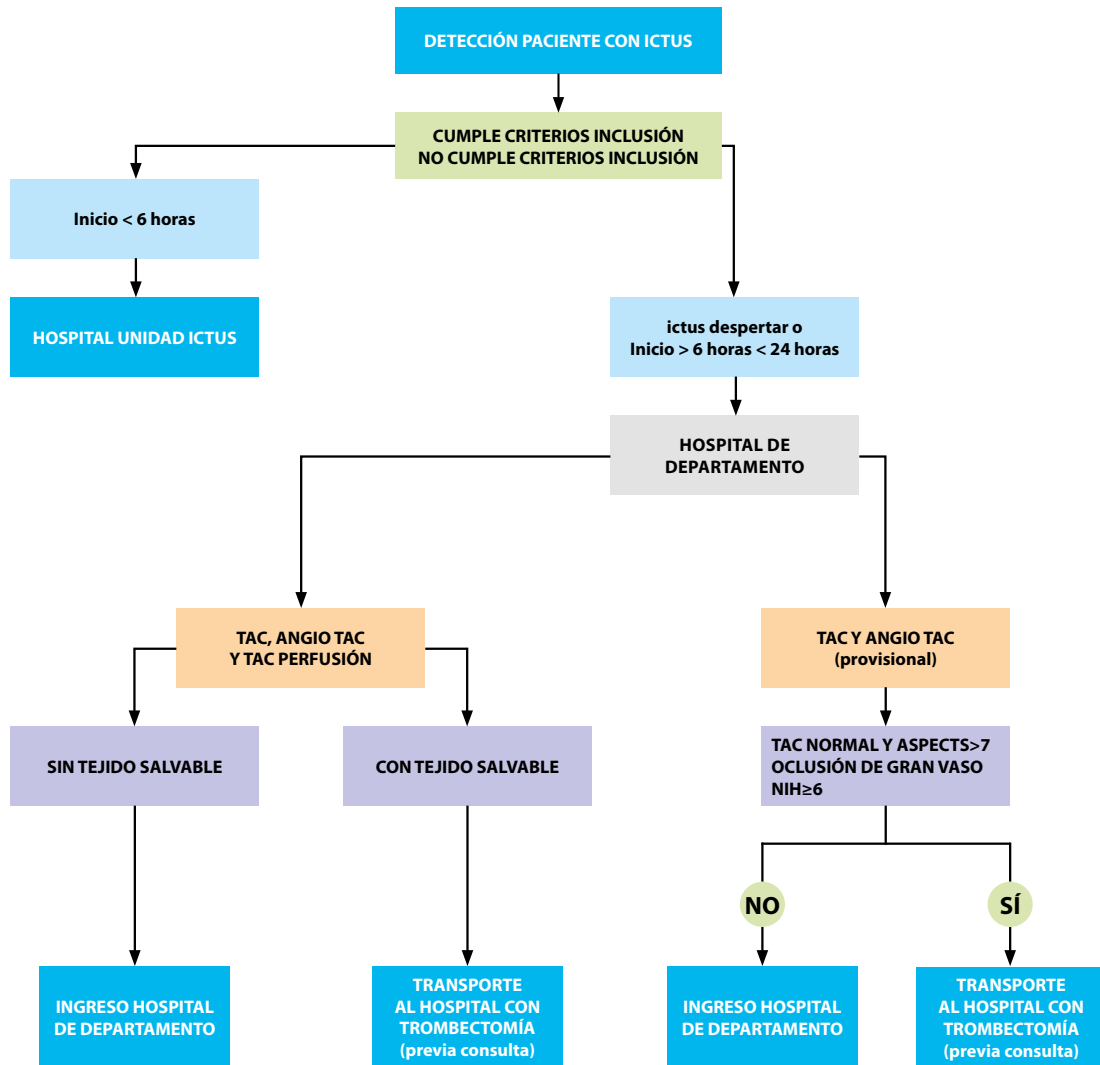 DETECCIÓN PACIENTE CON ICTUS
CUMPLE CRITERIOS INCLUSIÓN
NO CUMPLE CRITERIOS INCLUSIÓN
Inicio < 6 horas
HOSPITAL UNIDAD ICTUS
ictus despertar o
Inicio > 6 horas < 24 horas
HOSPITAL DE
DEPARTAMENTO
TAC, ANGIO TAC
Y TAC PERFUSIÓN
TAC Y ANGIO TAC
(provisional)
SIN TEJIDO SALVABLE
CON TEJIDO SALVABLE
TAC NORMAL Y ASPECTS>7
OCLUSIÓN DE GRAN VASO
NIH≥6
NO
SÍ
INGRESO HOSPITAL
DE DEPARTAMENTO
TRANSPORTE
AL HOSPITAL CON
TROMBECTOMÍA
(previa consulta)
INGRESO HOSPITAL
DE DEPARTAMENTO
TRANSPORTE
AL HOSPITAL CON
TROMBECTOMÍA
(previa consulta)